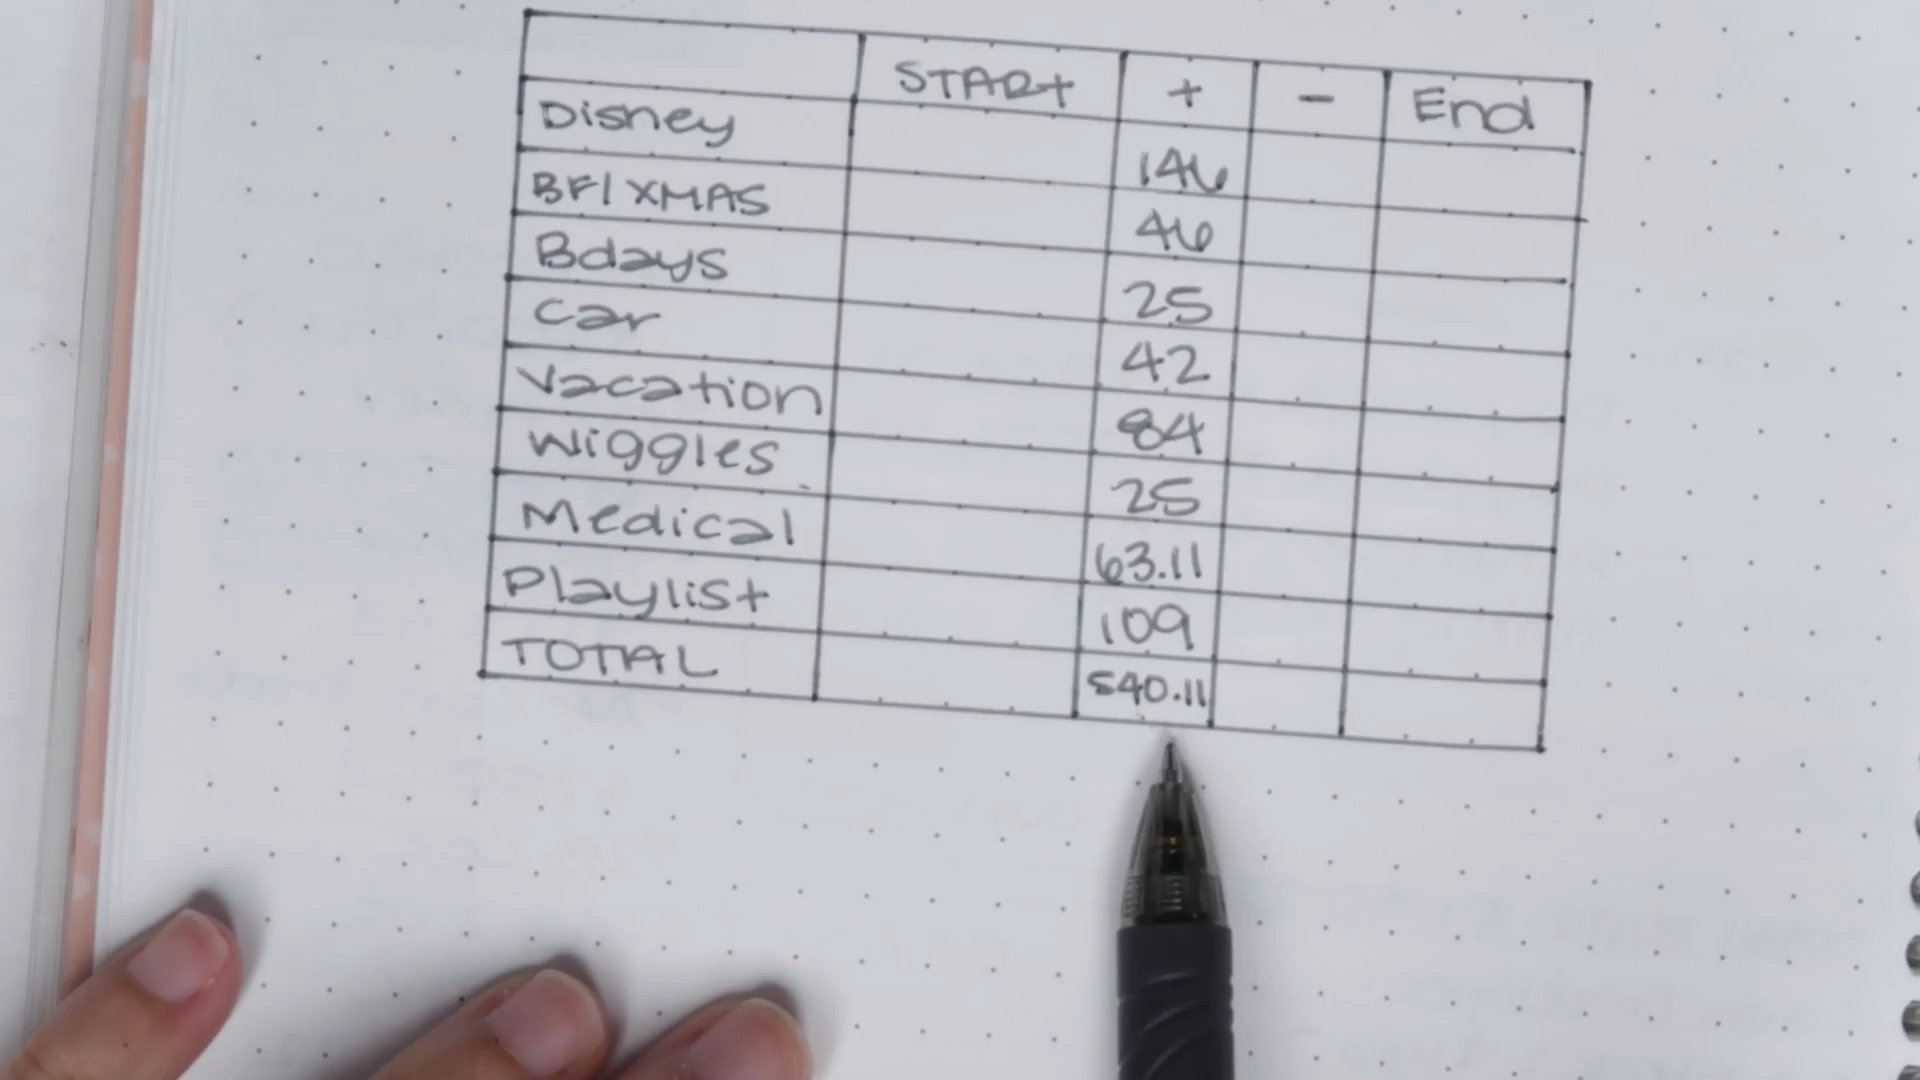 START + - End
Disney 146
BF/XMAS 46
Bdays 25
Car 42
Vacation 84
Wiggles 25
Medical 63.11
Playlist 109
TOTAL 540.11